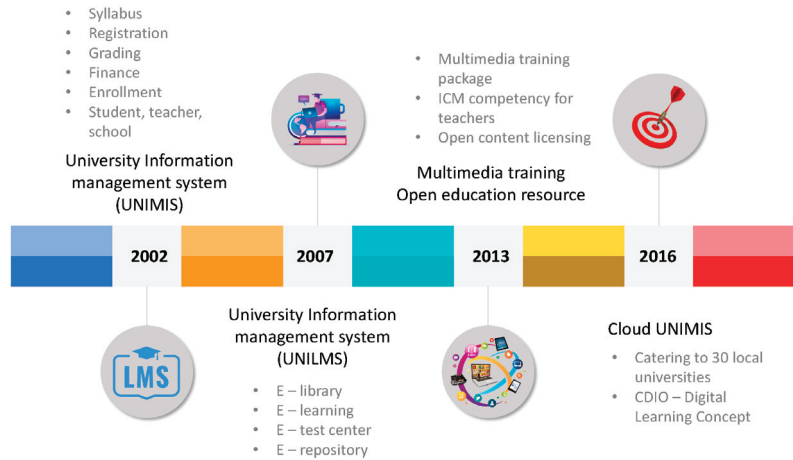 • Syllabus
• Registration
• Grading
• Finance
• Enrollment
• Student, teacher,
school
University Information
management system
(UNIMIS)
• Multimedia training
package
• ICM competency for
teachers
• Open content licensing
Multimedia training
Open education resource
2002
2007
2013
2016
LMS
University Information
management system
(UNILMS)
• E – library
• E – learning
• E – test center
• E – repository
Cloud UNIMIS
• Catering to 30 local
universities
• CDIO – Digital
Learning Concept